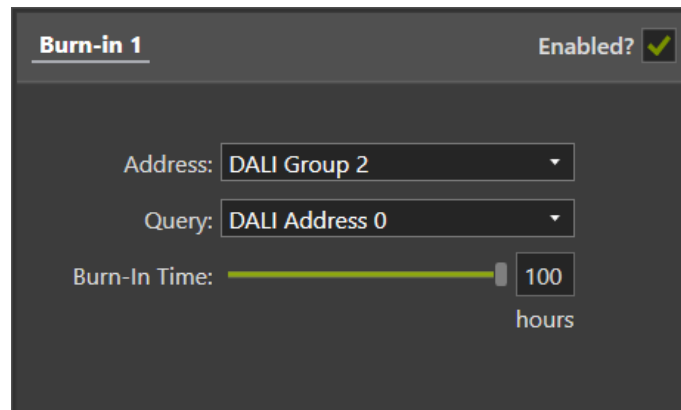 Burn-in 1 Enabled?
Address: DALI Group 2
Query: DALI Address 0
Burn-In Time: 100
hours